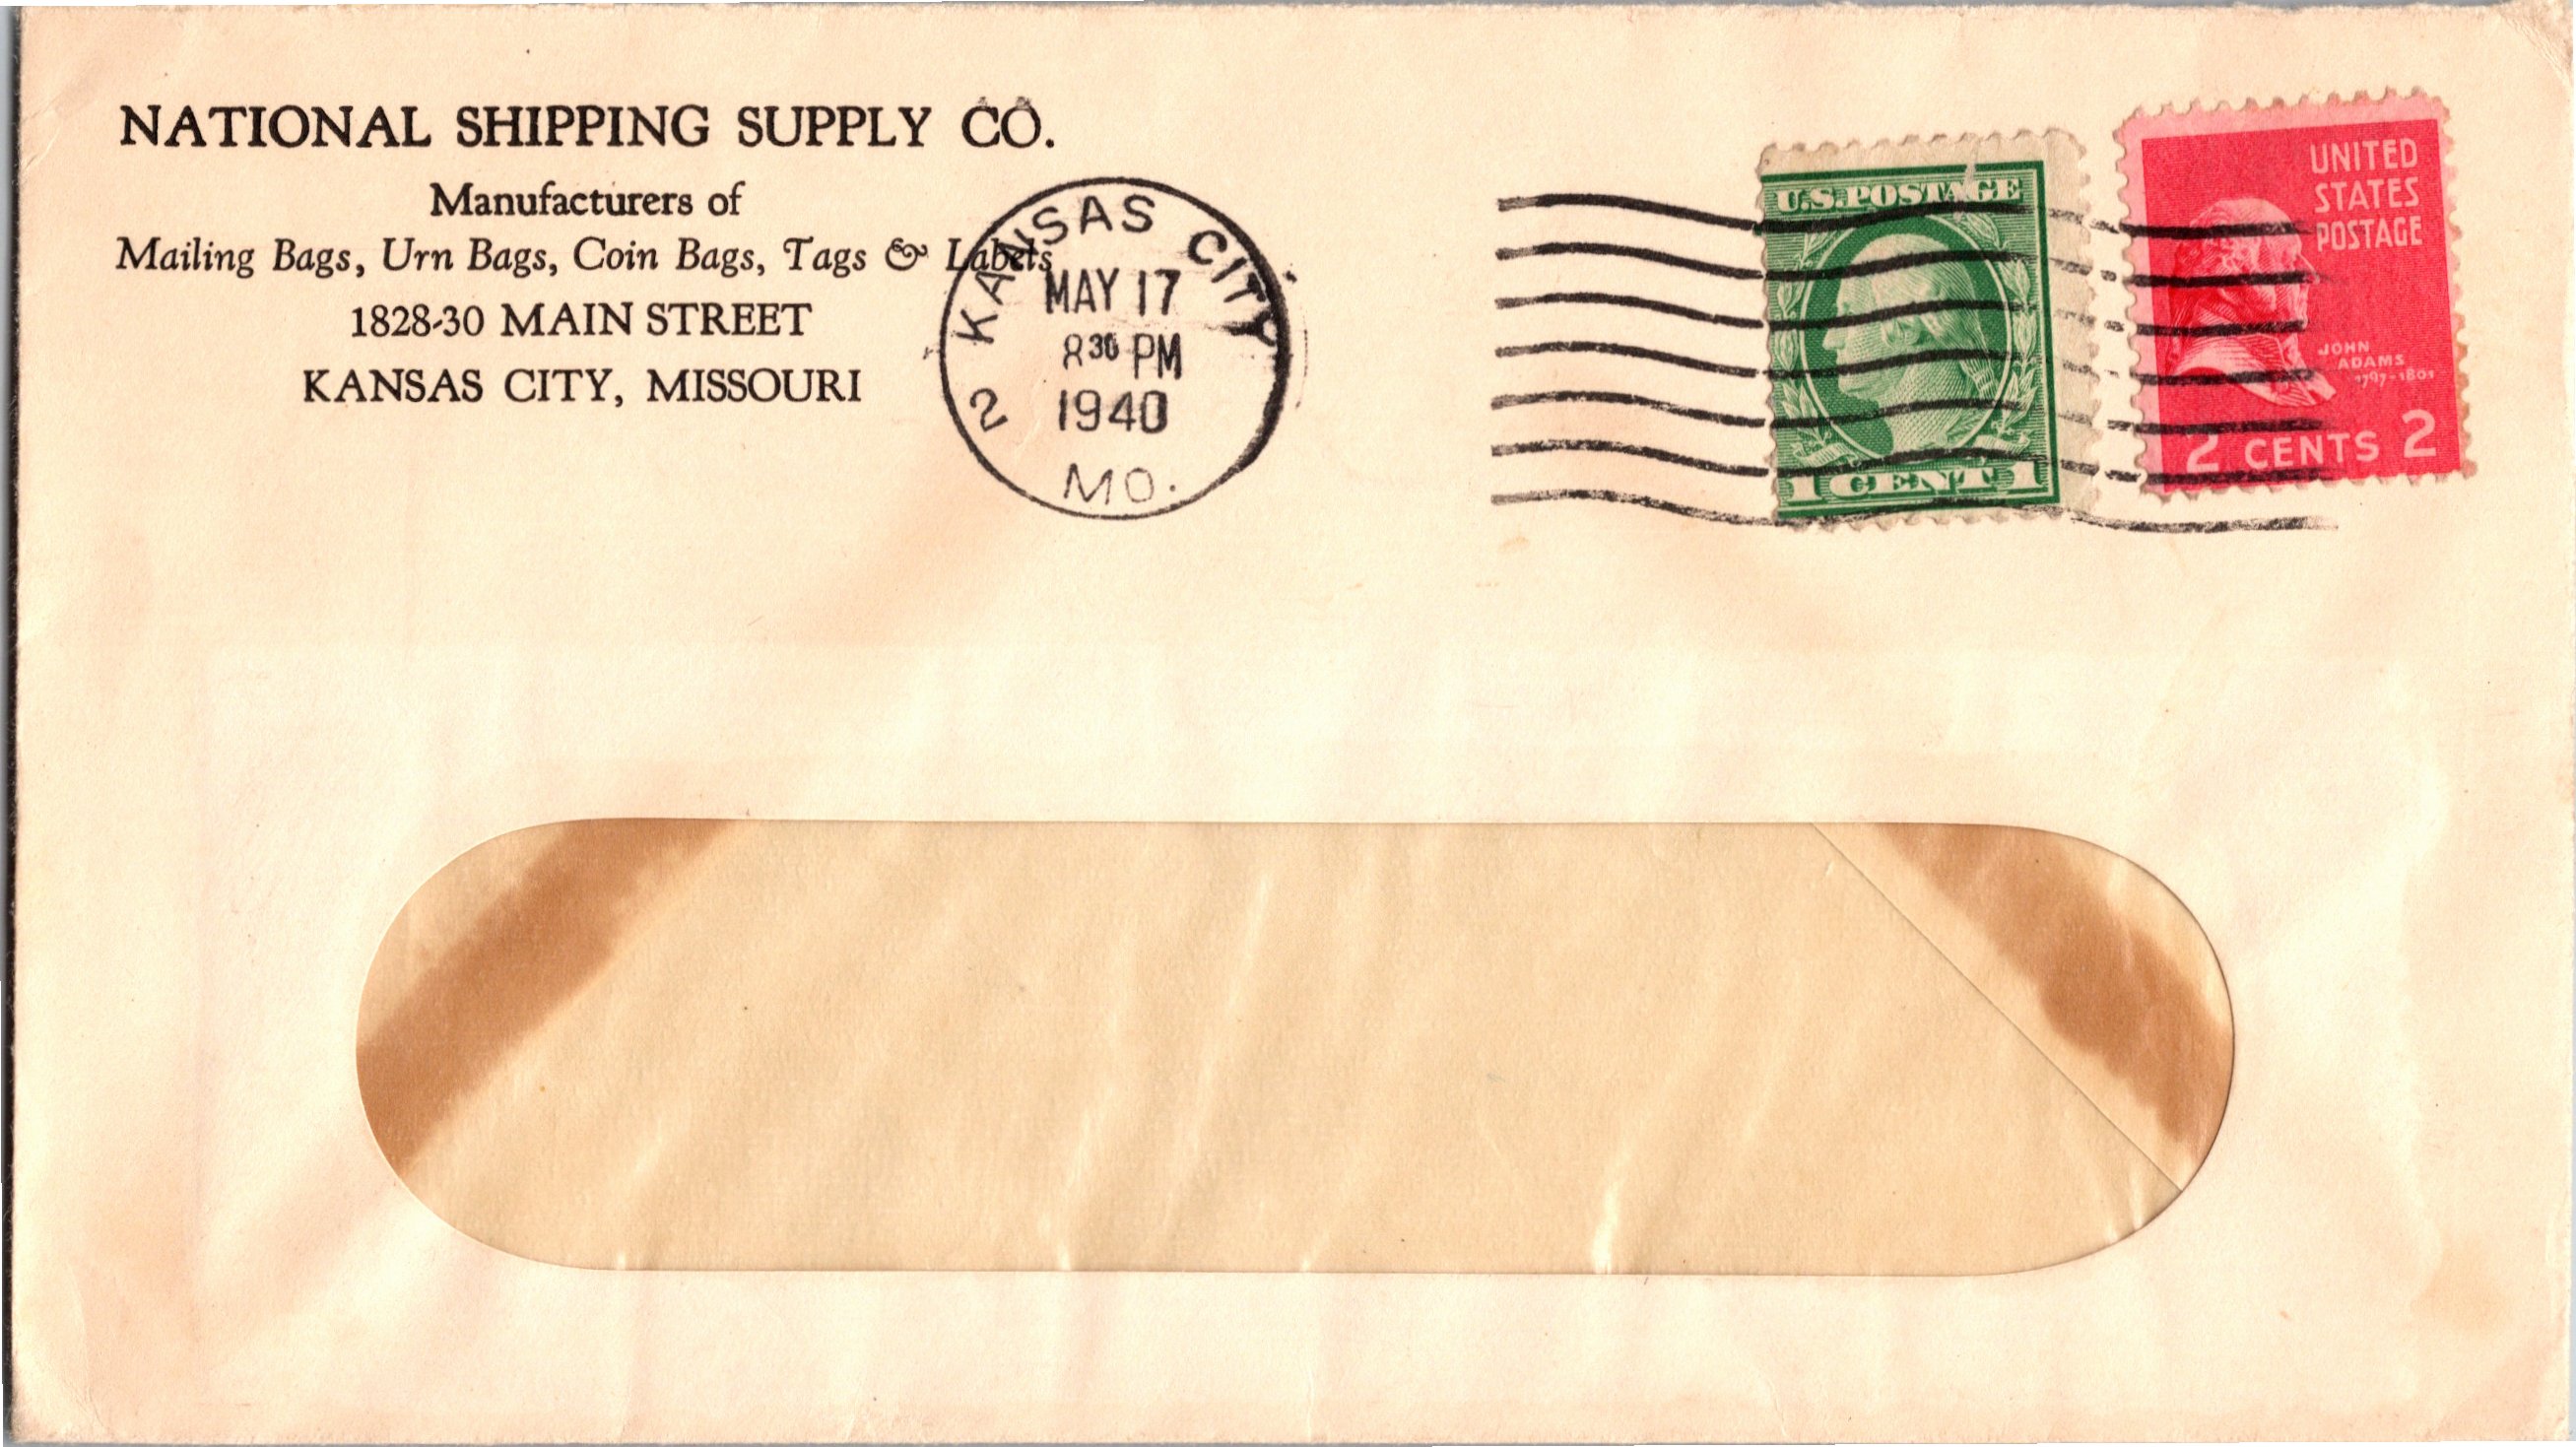 NATIONAL SHIPPING SUPPLY CO.
Manufacturers of
Mailing Bags, Urn Bags, Coin Bags, Tags & Labels
1828-30 MAIN STREET
KANSAS CITY, MISSOURI
KANSAS CITY
2
MAY 17
8 30 PM
1940
MO.
U.S. POSTAGE
1 CENT 1
UNITED
STATES
POSTAGE
JOHN
ADAMS
1797-1801
2 CENTS 2